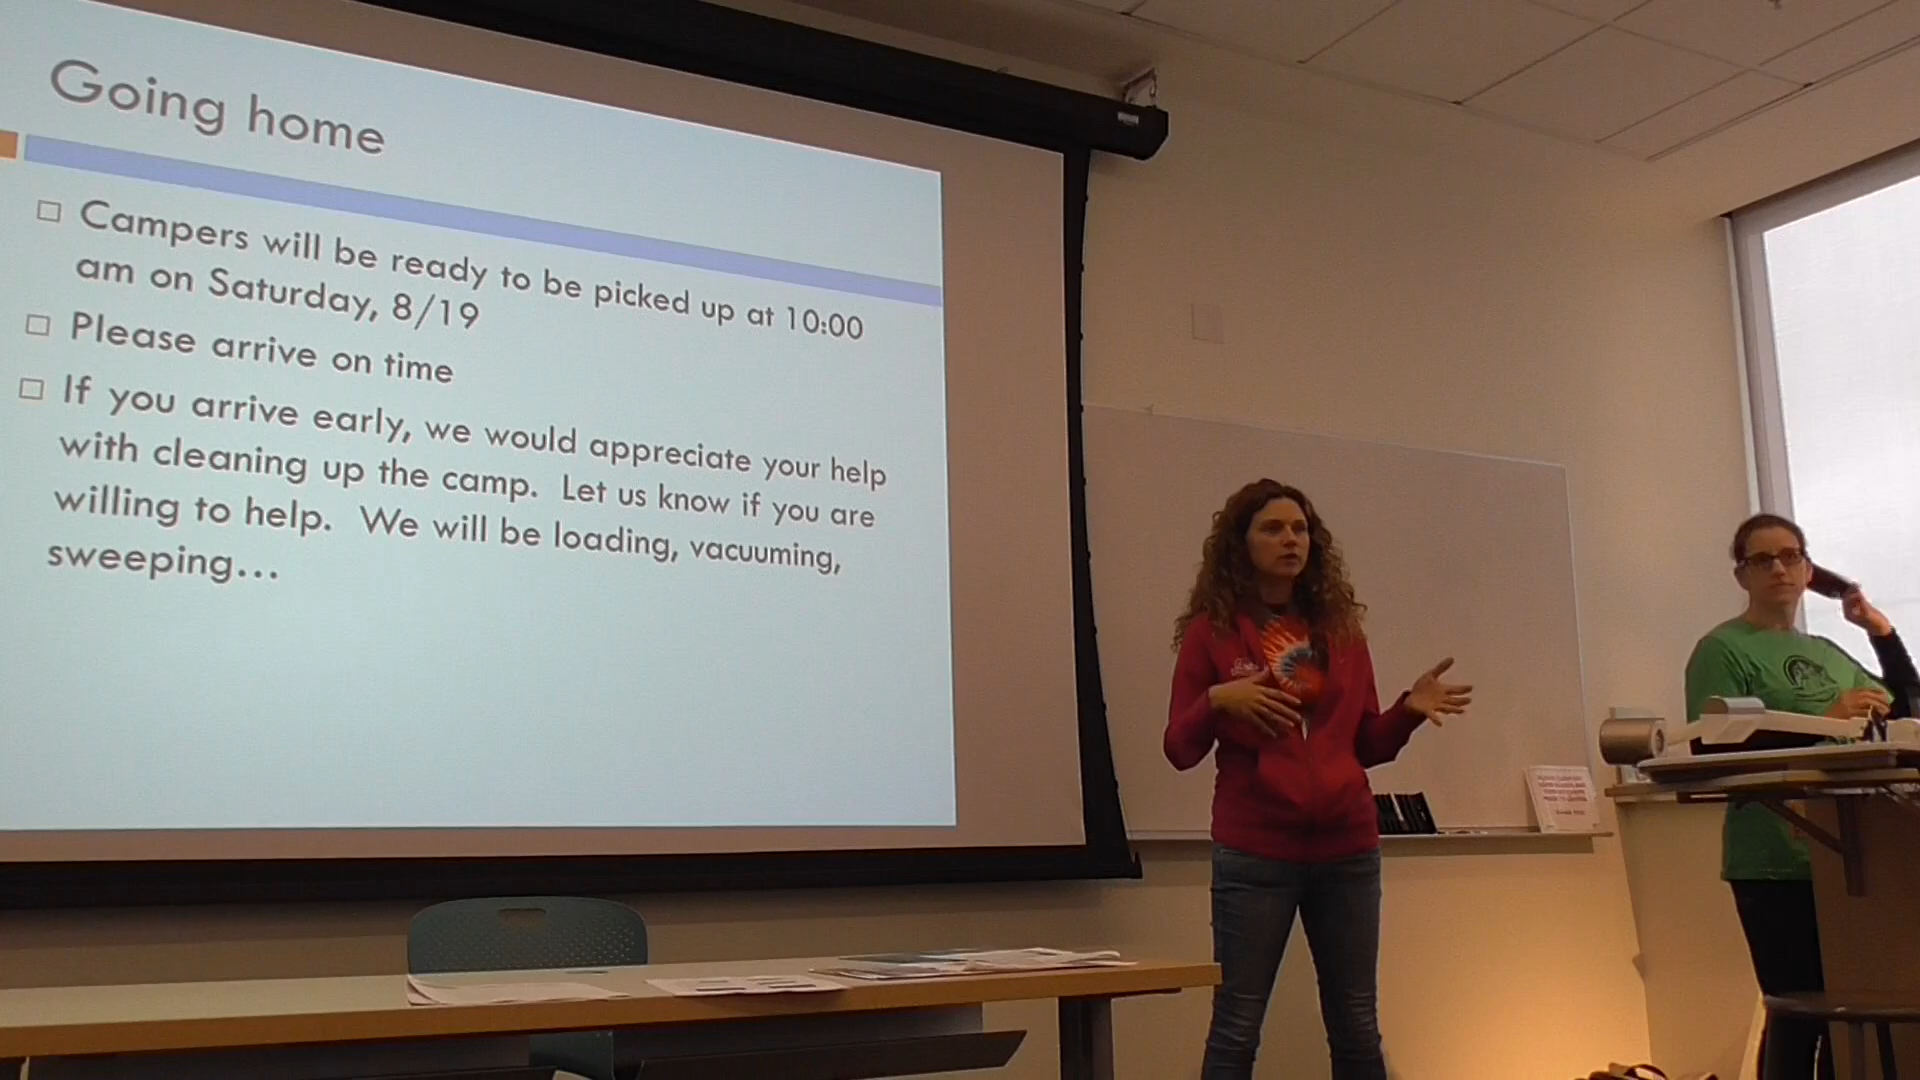 Going home
Campers will be ready to be picked up at 10:00
am on Saturday, 8/19
Please arrive on time
If you arrive early, we would appreciate your help
with cleaning up the camp.  Let us know if you are
willing to help.  We will be loading, vacuuming,
sweeping...